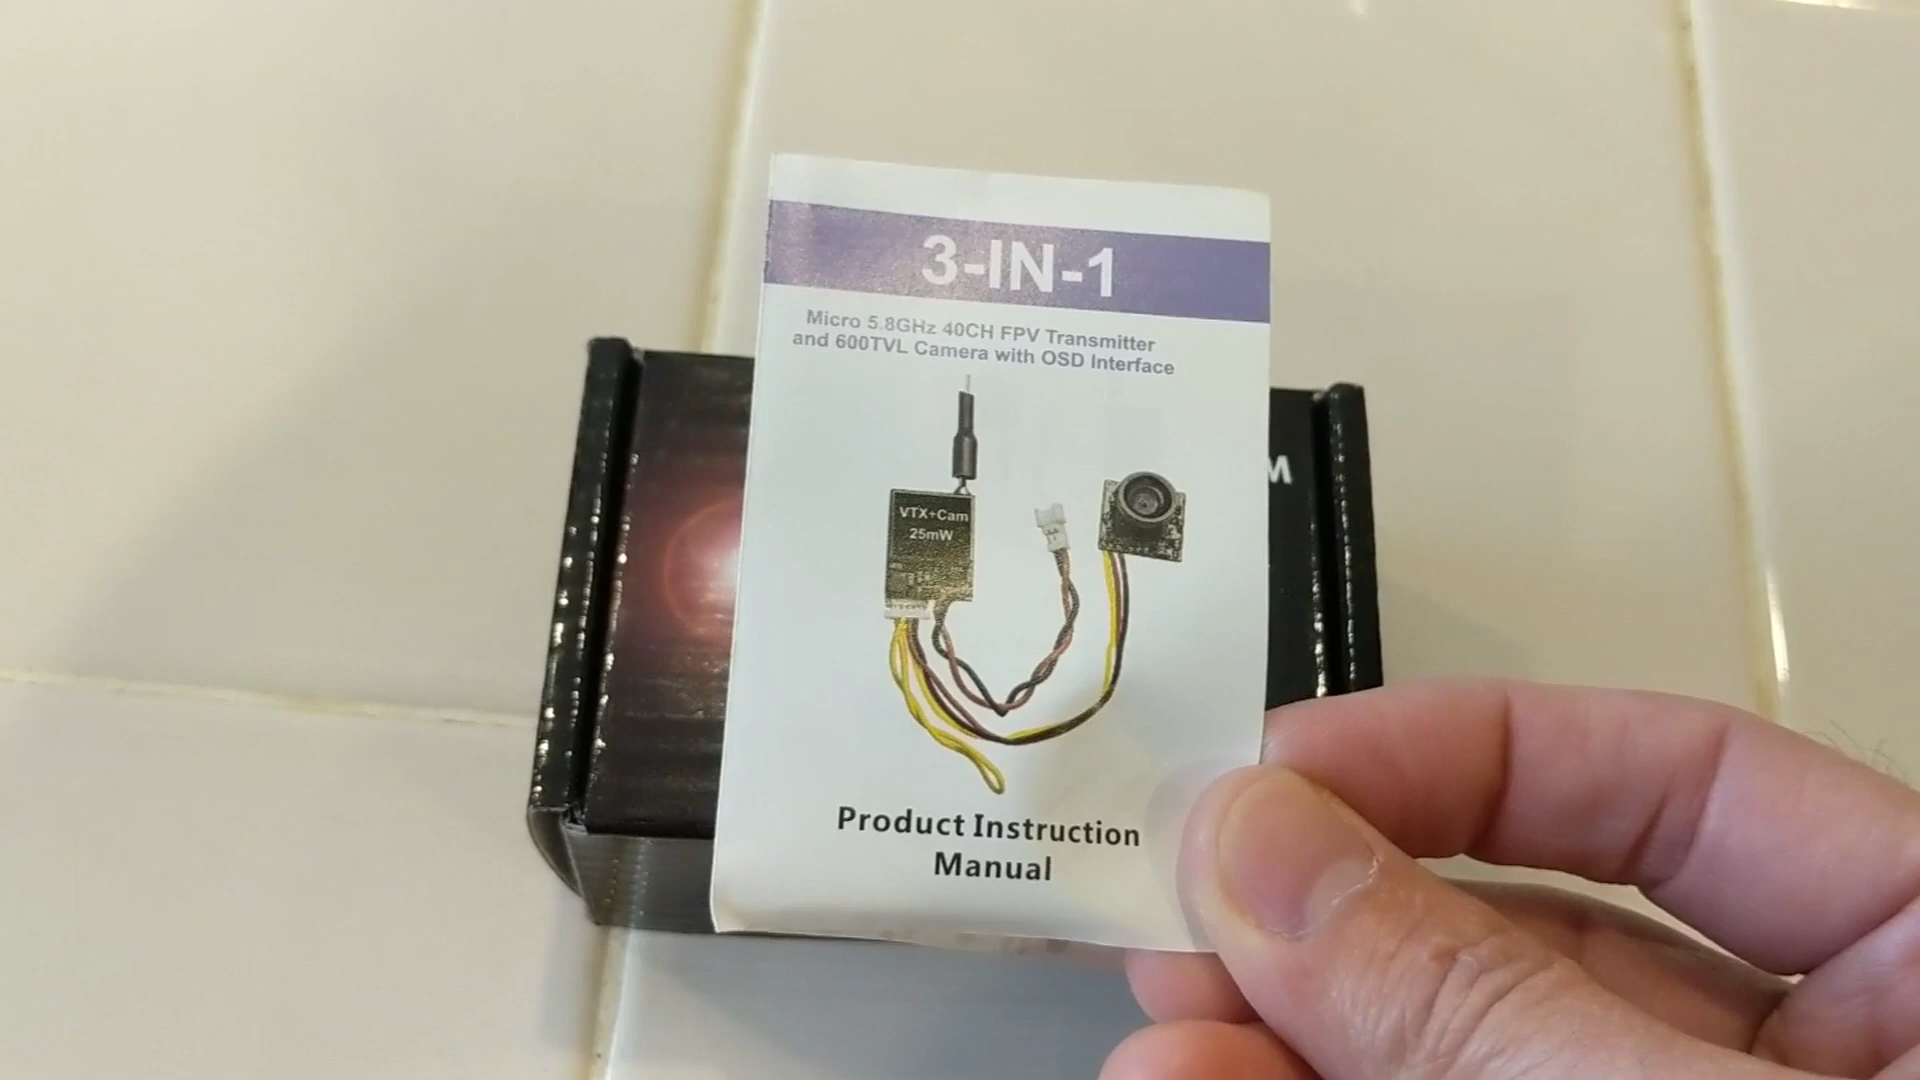 3-IN-1
Micro 5.8GHz 40CH FPV Transmitter
and 600TVL Camera with OSD Interface
VTX+Cam
25mW
Product Instruction
Manual